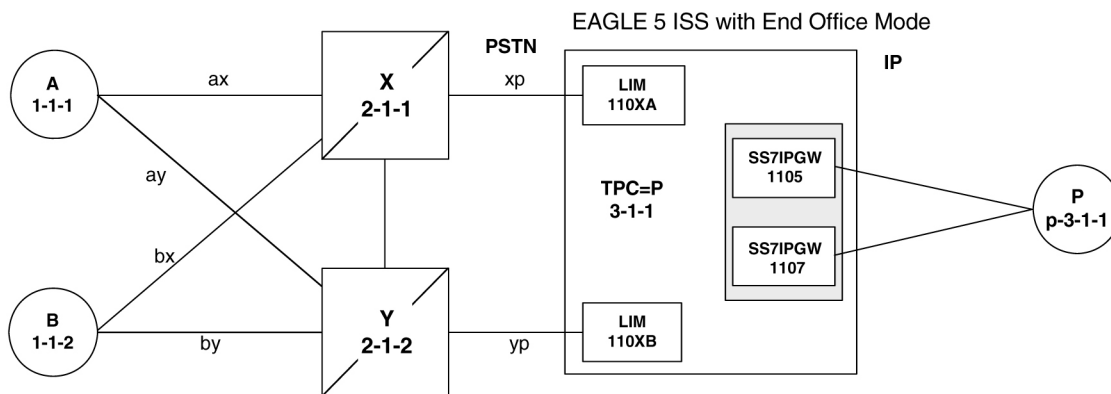 EAGLE 5 ISS with End Office Mode
PSTN
IP
A
1-1-1
ax
X
2-1-1
xp
LIM
110XA
SS7IPGW
1105
ay
TPC=P
3-1-1
P
p-3-1-1
bx
SS7IPGW
1107
B
1-1-2
by
Y
2-1-2
yp
LIM
110XB